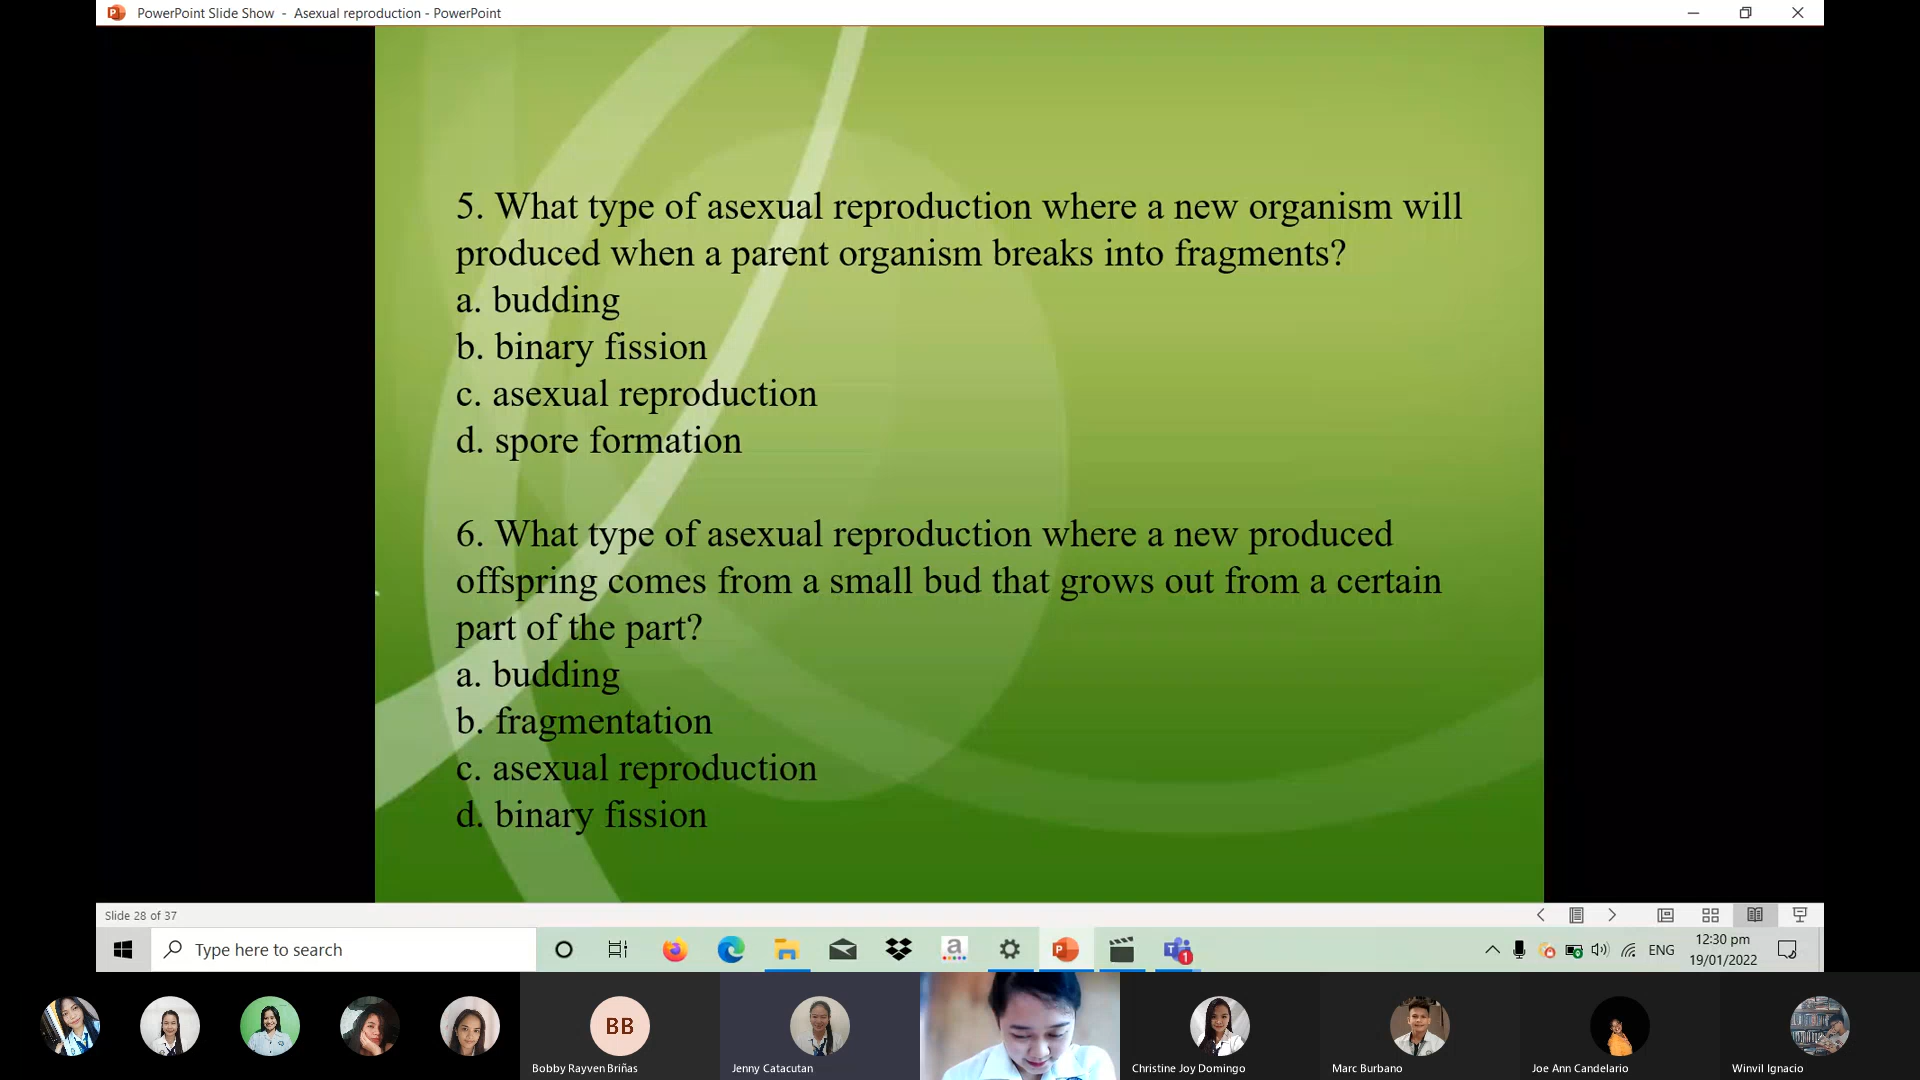 PowerPoint Slide Show - Asexual reproduction - PowerPoint
5. What type of asexual reproduction where a new organism will
produced when a parent organism breaks into fragments?
a. budding
b. binary fission
c. asexual reproduction
d. spore formation
6. What type of asexual reproduction where a new produced
offspring comes from a small bud that grows out from a certain
part of the part?
a. budding
b. fragmentation
c. asexual reproduction
d. binary fission
Slide 28 of 37
Type here to search
a
1
ENG
12:30 pm
19/01/2022
BB
Bobby Rayven Briñas
Jenny Catacutan
Christine Joy Domingo
Marc Burbano
Joe Ann Candelario
Winvil Ignacio